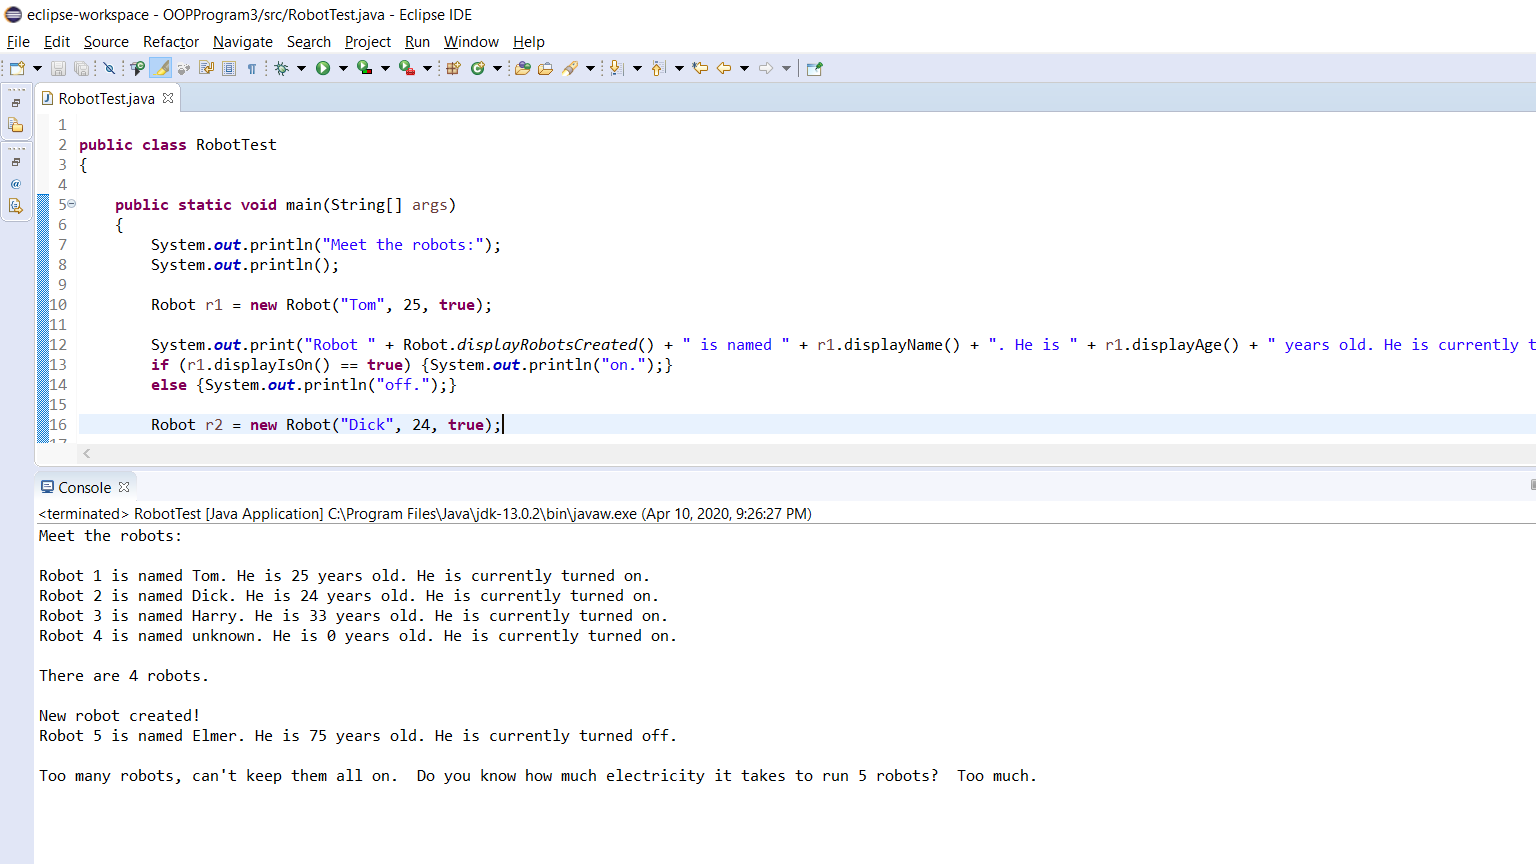 eclipse-workspace - OOPProgram3/src/RobotTest.java - Eclipse IDE
File Edit Source Refactor Navigate Search Project Run Window Help
RobotTest.java
1
2 public class RobotTest
3 {
4
5 public static void main(String[] args)
6 {
7 System.out.println("Meet the robots:");
8 System.out.println();
9
10 Robot r1 = new Robot("Tom", 25, true);
11
12 System.out.print("Robot " + Robot.displayRobotsCreated() + " is named " + r1.displayName() + ". He is " + r1.displayAge() + " years old. He is currently t
13 if (r1.displayIsOn() == true) {System.out.println("on.");}
14 else {System.out.println("off.");}
15
16 Robot r2 = new Robot("Dick", 24, true);
17
Console
<terminated> RobotTest [Java Application] C:\Program Files\Java\jdk-13.0.2\bin\javaw.exe (Apr 10, 2020, 9:26:27 PM)
Meet the robots:
Robot 1 is named Tom. He is 25 years old. He is currently turned on.
Robot 2 is named Dick. He is 24 years old. He is currently turned on.
Robot 3 is named Harry. He is 33 years old. He is currently turned on.
Robot 4 is named unknown. He is 0 years old. He is currently turned on.
There are 4 robots.
New robot created!
Robot 5 is named Elmer. He is 75 years old. He is currently turned off.
Too many robots, can't keep them all on.  Do you know how much electricity it takes to run 5 robots?  Too much.